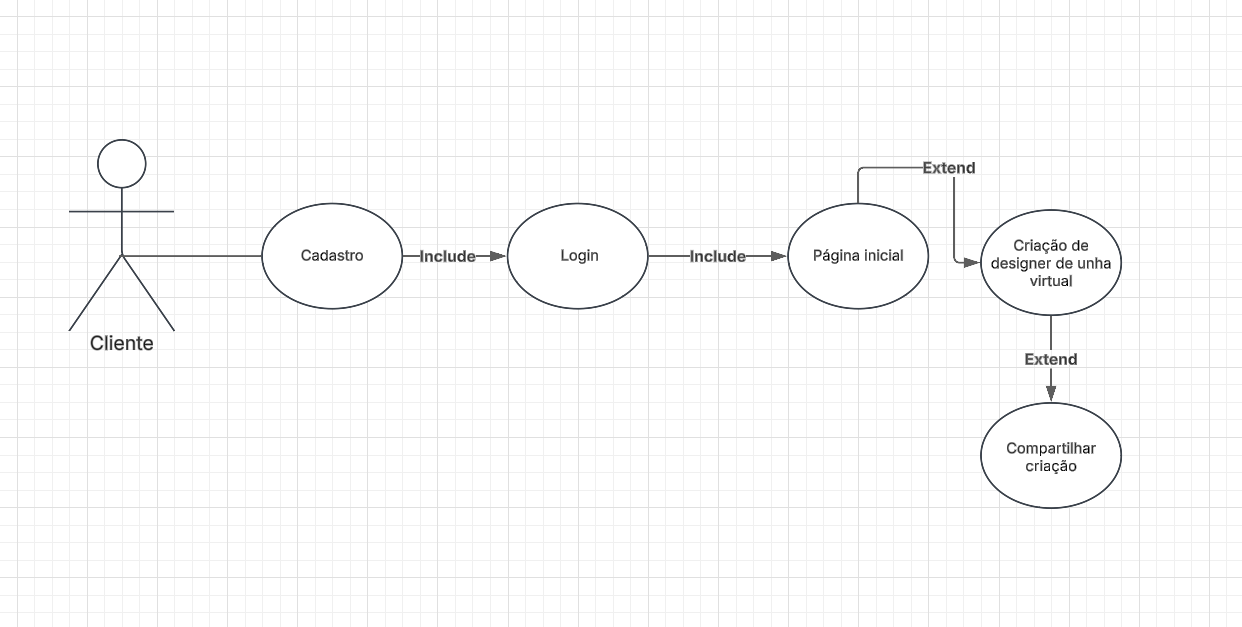 Extend
Cadastro
Include
Login
Include
Página inicial
Criação de
designer de unha
virtual
Cliente
Extend
Compartilhar
criação